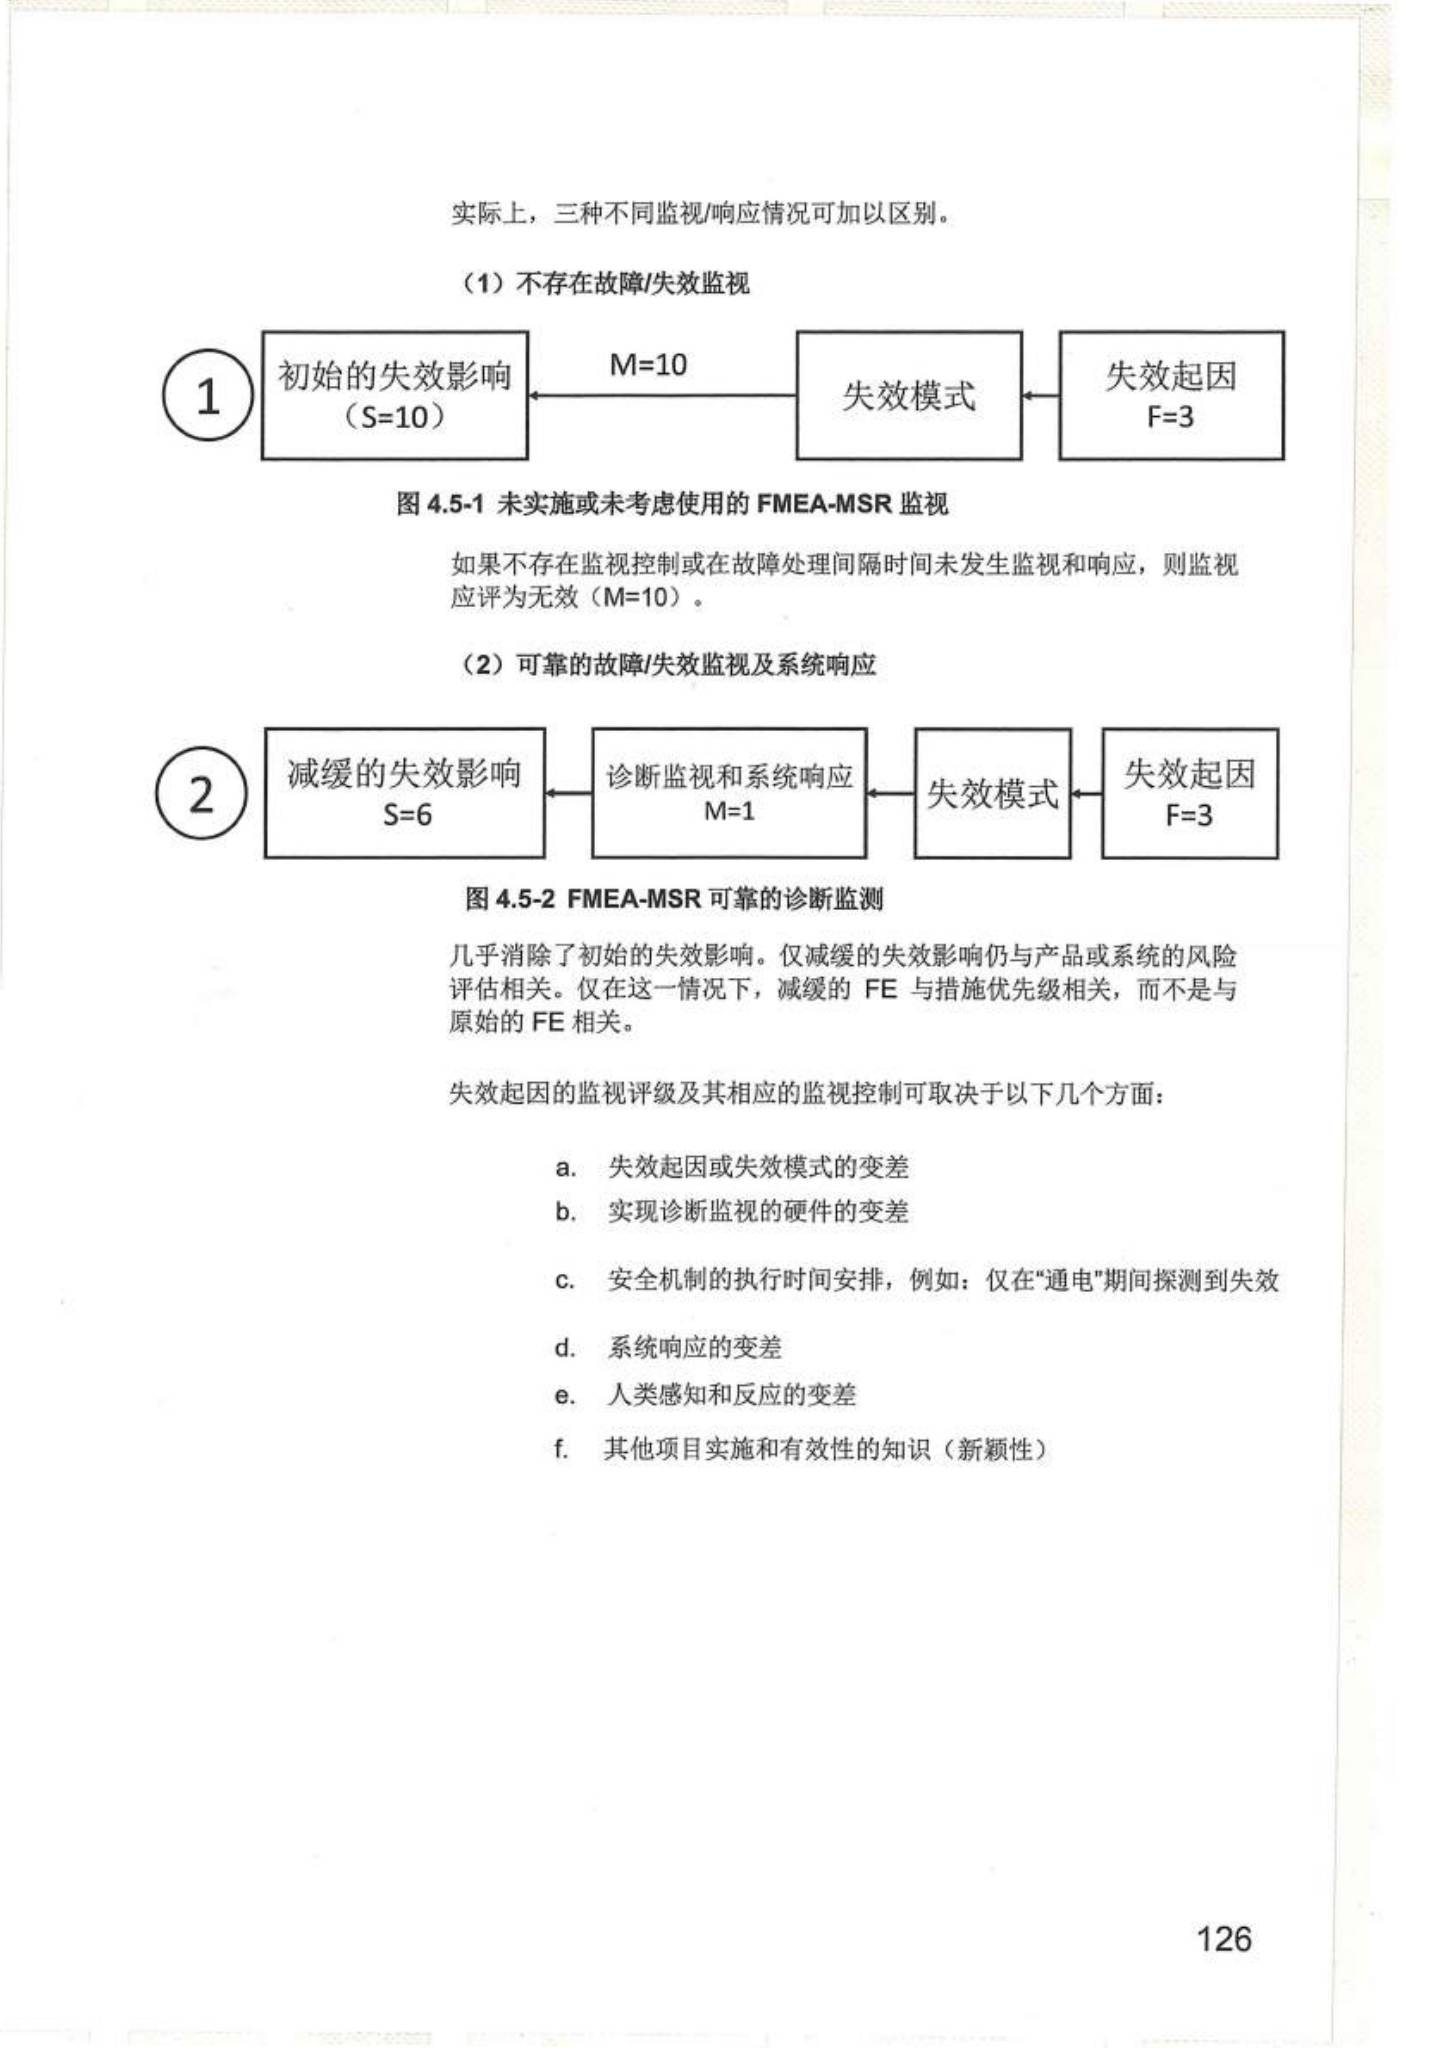 实际上，三种不同监视/响应情况可加以区别。
（1）不存在故障/失效监视
1
初始的失效影响
（S=10）
M=10
失效模式
失效起因
F=3
图 4.5-1 未实施或未考虑使用的 FMEA-MSR 监视
如果不存在监视控制或在故障处理间隔时间未发生监视和响应，则监视
应评为无效（M=10）。
（2）可靠的故障/失效监视及系统响应
2
减缓的失效影响
S=6
诊断监视和系统响应
M=1
失效模式
失效起因
F=3
图 4.5-2 FMEA-MSR 可靠的诊断监测
几乎消除了初始的失效影响。仅减缓的失效影响仍与产品或系统的风险
评估相关。仅在这一情况下，减缓的 FE 与措施优先级相关，而不是与
原始的 FE 相关。
失效起因的监视评级及其相应的监视控制可取决于以下几个方面：
a. 失效起因或失效模式的变差
b. 实现诊断监视的硬件的变差
c. 安全机制的执行时间安排，例如：仅在“通电”期间探测到失效
d. 系统响应的变差
e. 人类感知和反应的变差
f. 其他项目实施和有效性的知识（新颖性）
126